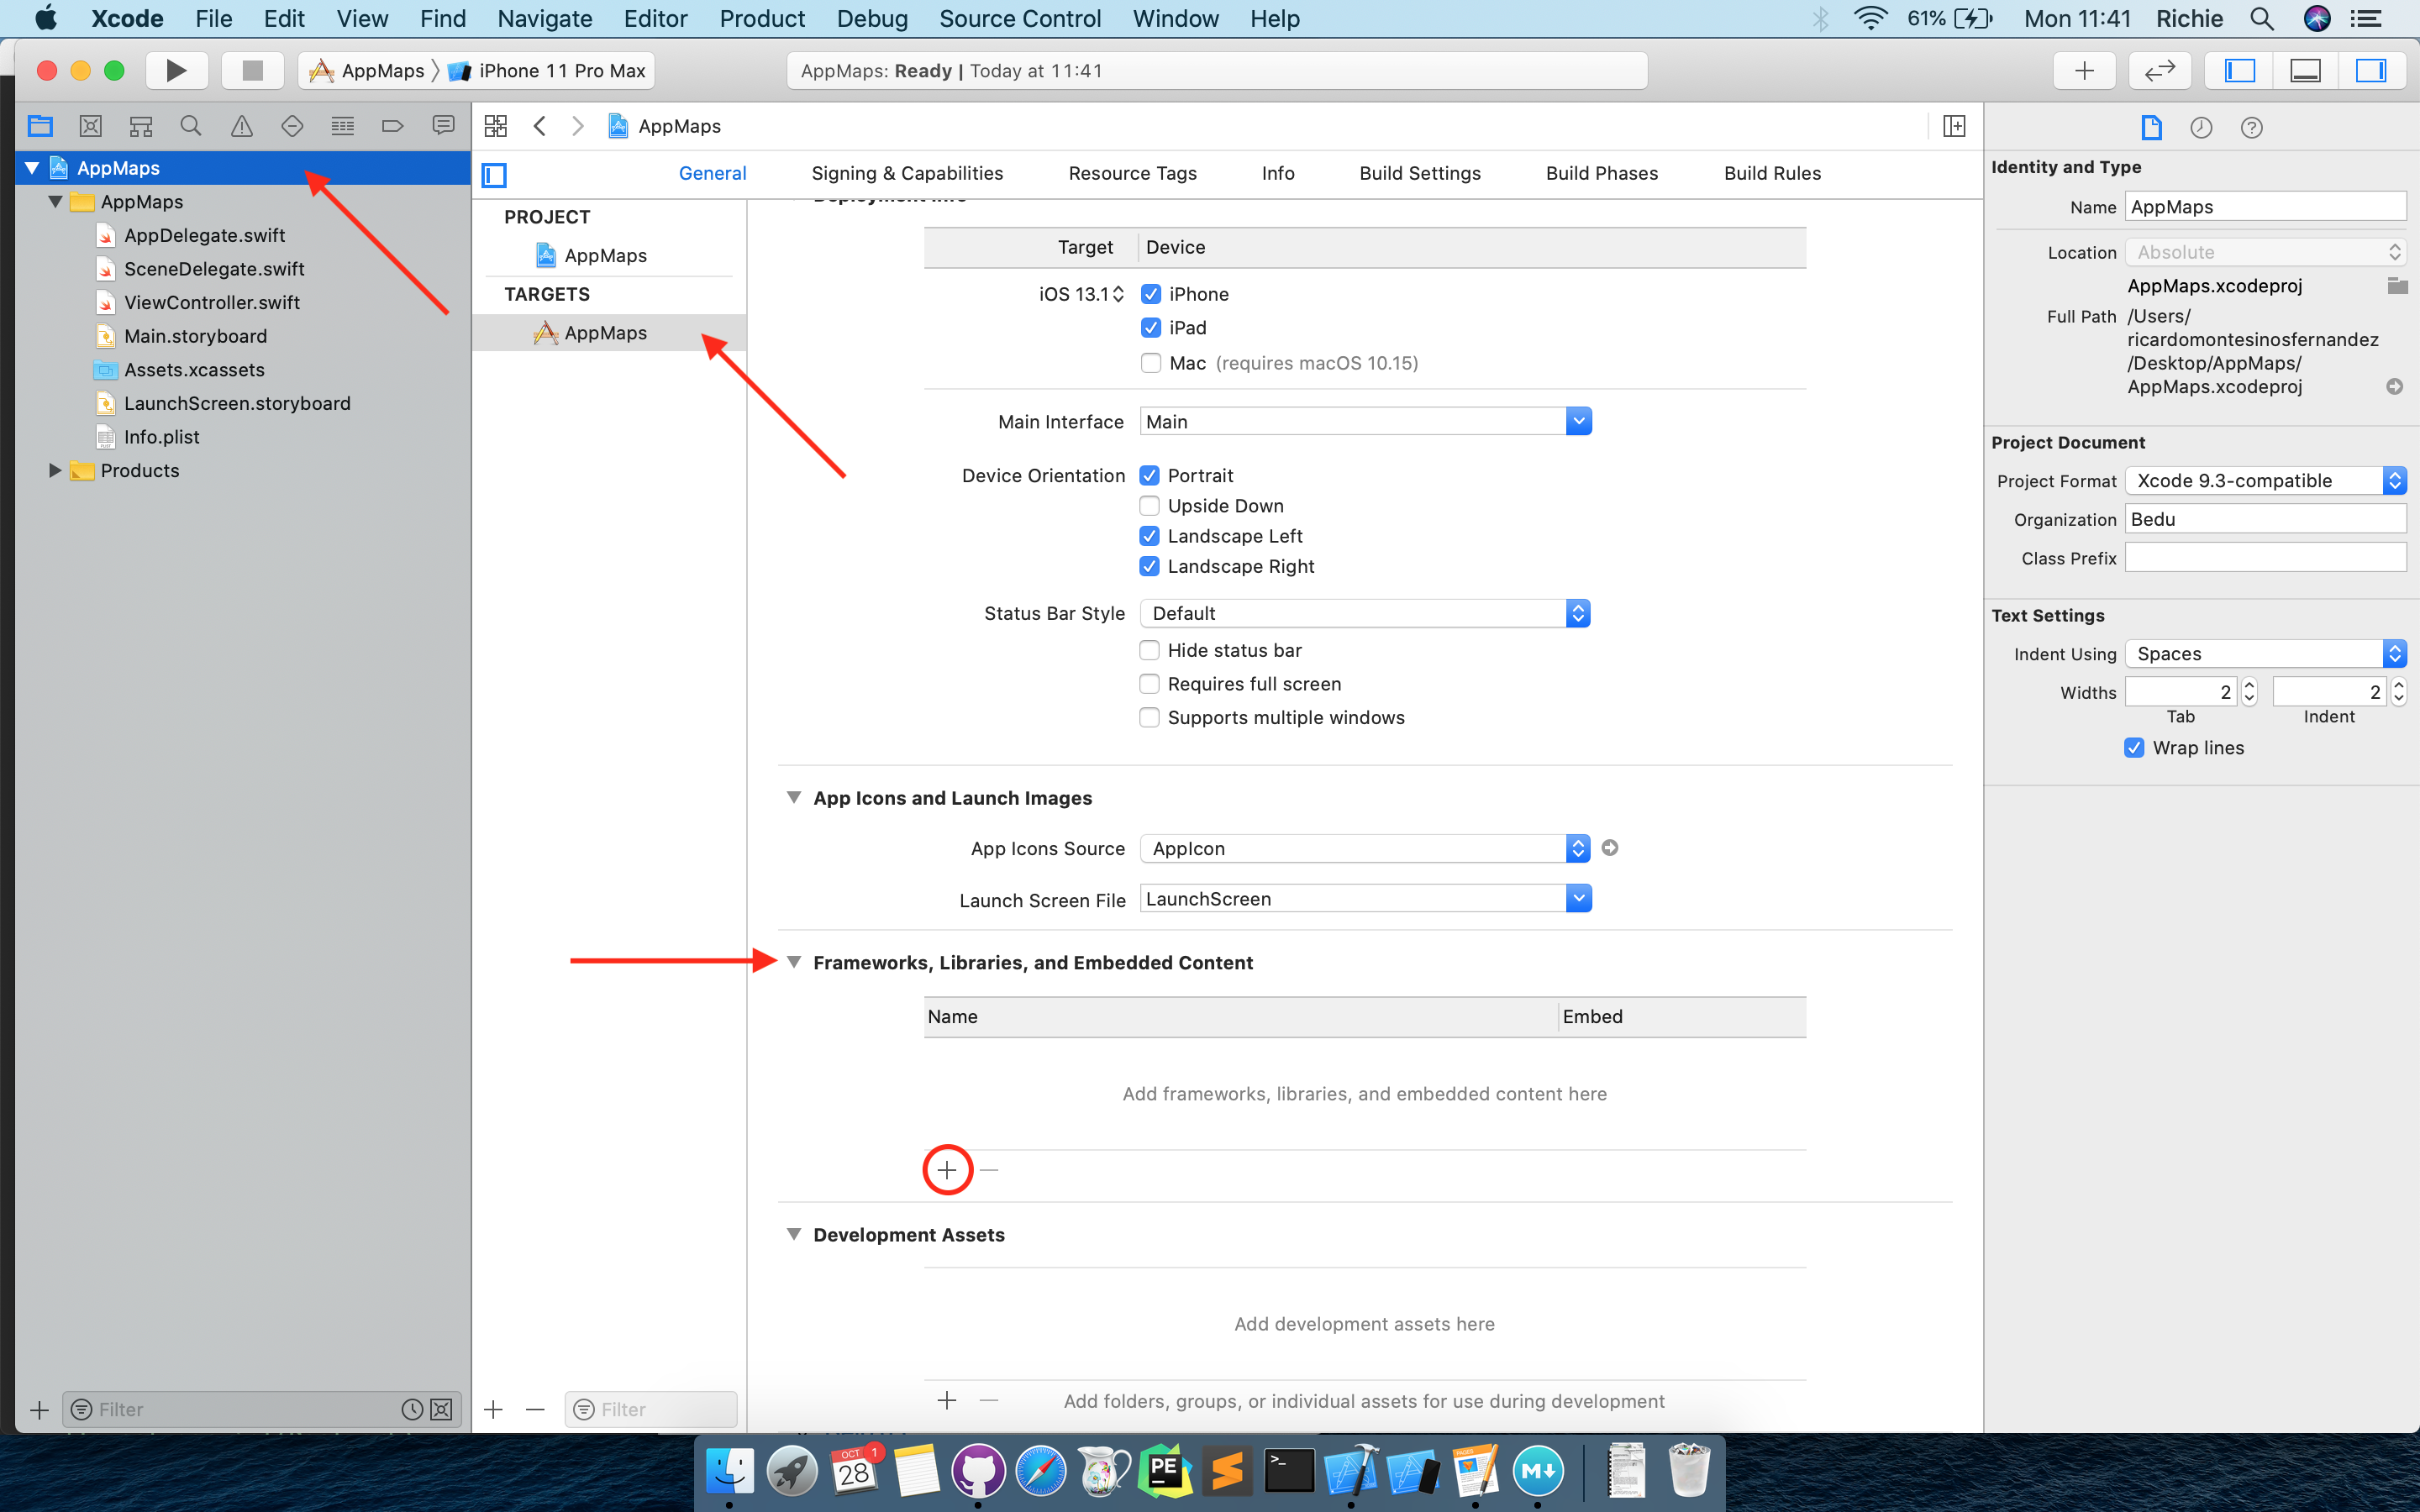 Xcode File Edit View Find Navigate Editor Product Debug Source Control Window Help 61% Mon 11:41 Richie
AppMaps iPhone 11 Pro Max AppMaps: Ready | Today at 11:41
AppMaps
General Signing & Capabilities Resource Tags Info Build Settings Build Phases Build Rules
AppMaps
AppMaps
AppDelegate.swift
SceneDelegate.swift
ViewController.swift
Main.storyboard
Assets.xcassets
LaunchScreen.storyboard
Info.plist
Products
Filter
PROJECT
AppMaps
TARGETS
AppMaps
Filter
Deployment Info
Target Device
iOS 13.1 iPhone
iPad
Mac (requires macOS 10.15)
Main Interface Main
Device Orientation Portrait
Upside Down
Landscape Left
Landscape Right
Status Bar Style Default
Hide status bar
Requires full screen
Supports multiple windows
App Icons and Launch Images
App Icons Source AppIcon
Launch Screen File LaunchScreen
Frameworks, Libraries, and Embedded Content
Name Embed
Add frameworks, libraries, and embedded content here
Development Assets
Add development assets here
Add folders, groups, or individual assets for use during development
Identity and Type
Name AppMaps
Location Absolute
AppMaps.xcodeproj
Full Path /Users/
ricardomontesinosfernandez
/Desktop/AppMaps/
AppMaps.xcodeproj
Project Document
Project Format Xcode 9.3-compatible
Organization Bedu
Class Prefix
Text Settings
Indent Using Spaces
Widths 2 2
Tab Indent
Wrap lines
OCT 1
28
PE
>_
PAGES
M